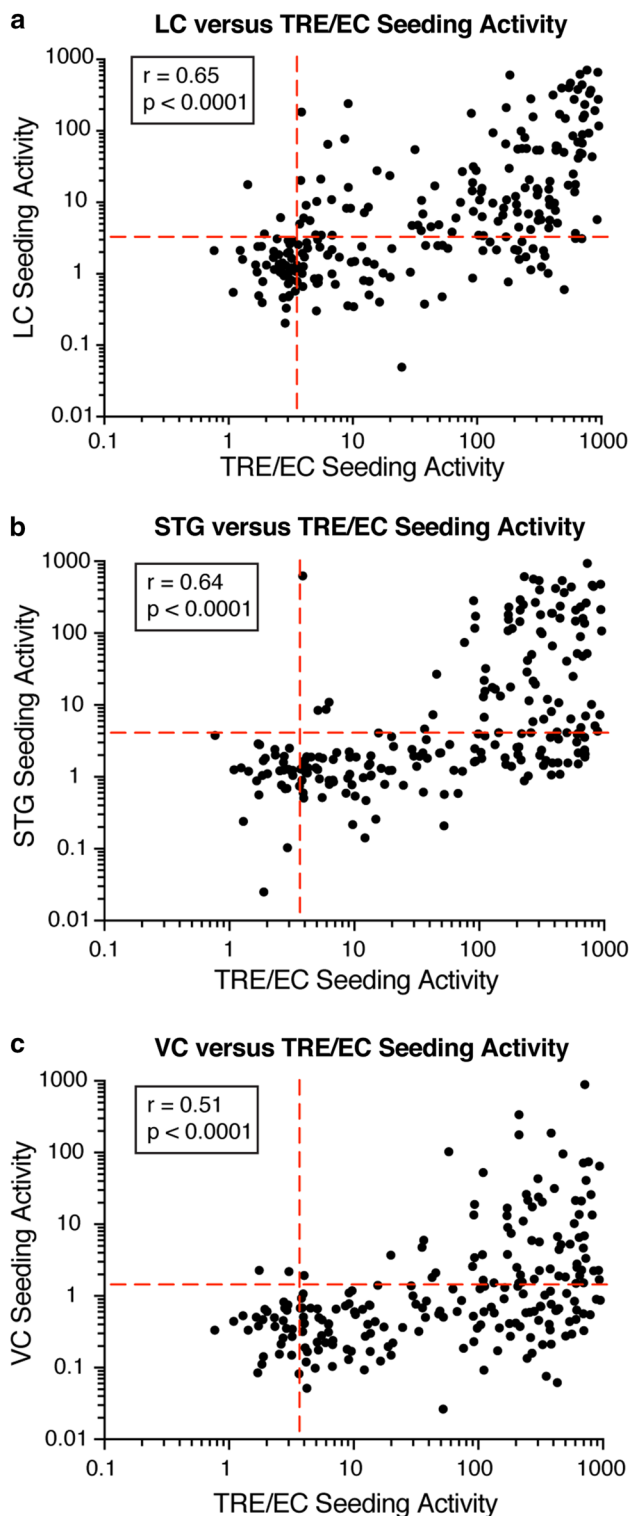 a
LC versus TRE/EC Seeding Activity
r = 0.65
p < 0.0001
LC Seeding Activity
1000
100
10
1
0.1
0.01
0.1
1
10
100
1000
TRE/EC Seeding Activity
b
STG versus TRE/EC Seeding Activity
r = 0.64
p < 0.0001
STG Seeding Activity
1000
100
10
1
0.1
0.01
0.1
1
10
100
1000
TRE/EC Seeding Activity
c
VC versus TRE/EC Seeding Activity
r = 0.51
p < 0.0001
VC Seeding Activity
1000
100
10
1
0.1
0.01
0.1
1
10
100
1000
TRE/EC Seeding Activity